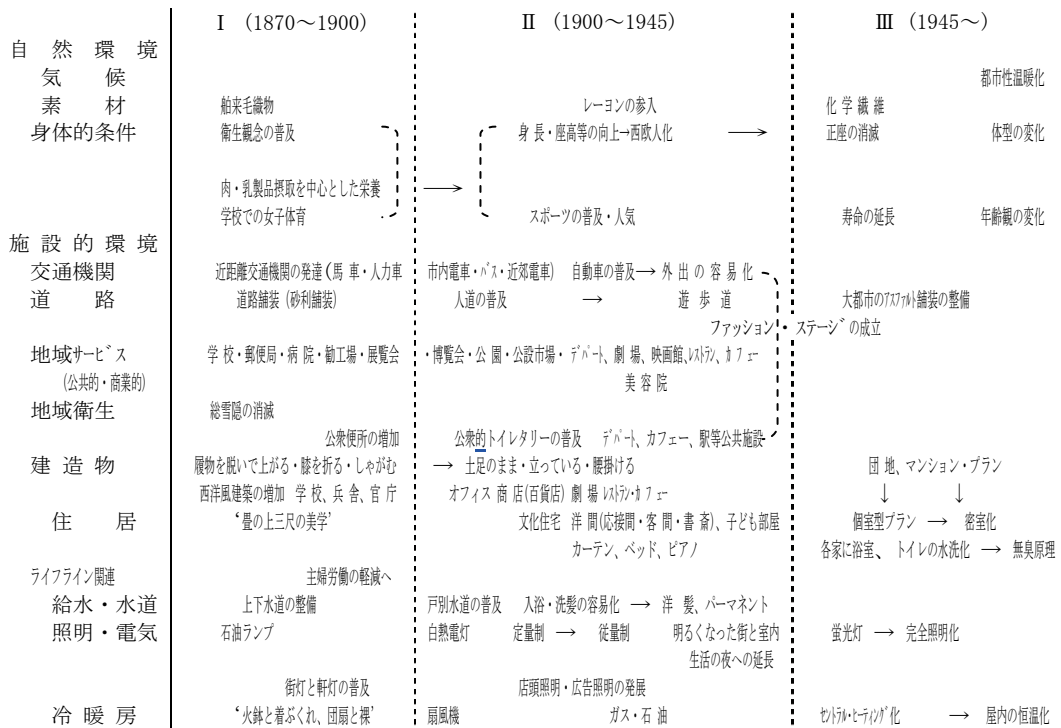 Ⅰ （1870～1900） Ⅱ （1900～1945） Ⅲ （1945～）
自然環境
気候 都市性温暖化
素材 舶来毛織物 レーヨンの参入 化学繊維
身体的条件 衛生観念の普及 身長・座高等の向上→西欧人化 → 正座の消滅 体型の変化
肉・乳製品摂取を中心とした栄養 →
学校での女子体育 スポーツの普及・人気 寿命の延長 年齢観の変化
施設的環境
交通機関 近距離交通機関の発達(馬車・人力車 市内電車・バス・近郊電車) 自動車の普及→外出の容易化
道路 道路舗装(砂利舗装) 人道の普及 → 遊歩道 大都市のアスファルト舗装の整備
ファッション・ステージの成立
地域サービス 学校・郵便局・病院・勧工場・展覧会 ・博覧会・公園・公設市場・デパート、劇場、映画館、レストラン、カフェー
(公共的・商業的) 美容院
地域衛生 総雪隠の消滅
公衆便所の増加 公衆的トイレタリーの普及 デパート、カフェー、駅等公共施設
建造物 履物を脱いで上がる・膝を折る・しゃがむ → 土足のまま・立っている・腰掛ける 団地、マンション・プラン
西洋風建築の増加 学校、兵舎、官庁 オフィス 商店(百貨店) 劇場 レストラン・カフェー ↓ ↓
住居 ‘畳の上三尺の美学’ 文化住宅 洋間(応接間・客間・書斎)、子ども部屋 個室型プラン → 密室化
カーテン、ベッド、ピアノ 各家に浴室、トイレの水洗化 → 無臭原理
ライフライン関連 主婦労働の軽減へ
給水・水道 上下水道の整備 戸別水道の普及 入浴・洗髪の容易化 → 洋髪、パーマネント
照明・電気 石油ランプ 白熱電灯 定量制 → 従量制 明るくなった街と室内 蛍光灯 → 完全照明化
生活の夜への延長
街灯と軒灯の普及 店頭照明・広告照明の発展
冷暖房 ‘火鉢と着ぶくれ、団扇と裸’ 扇風機 ガス・石油 セントラル・ヒーティング化 → 屋内の恒温化